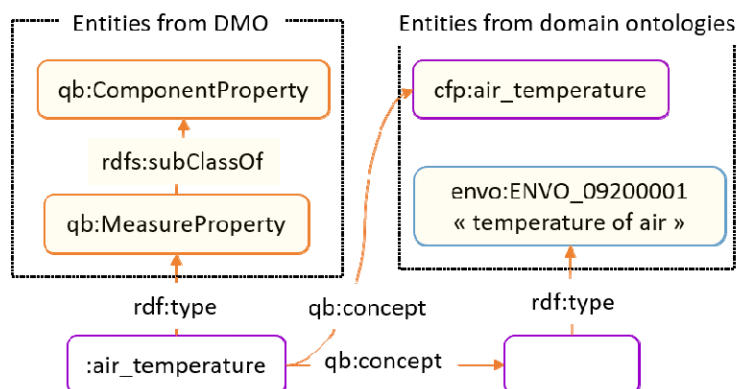 Entities from DMO
Entities from domain ontologies
qb:ComponentProperty
cfp:air_temperature
rdfs:subClassOf
qb:MeasureProperty
envo:ENVO_09200001
« temperature of air »
rdf:type
qb:concept
rdf:type
:air_temperature
qb:concept